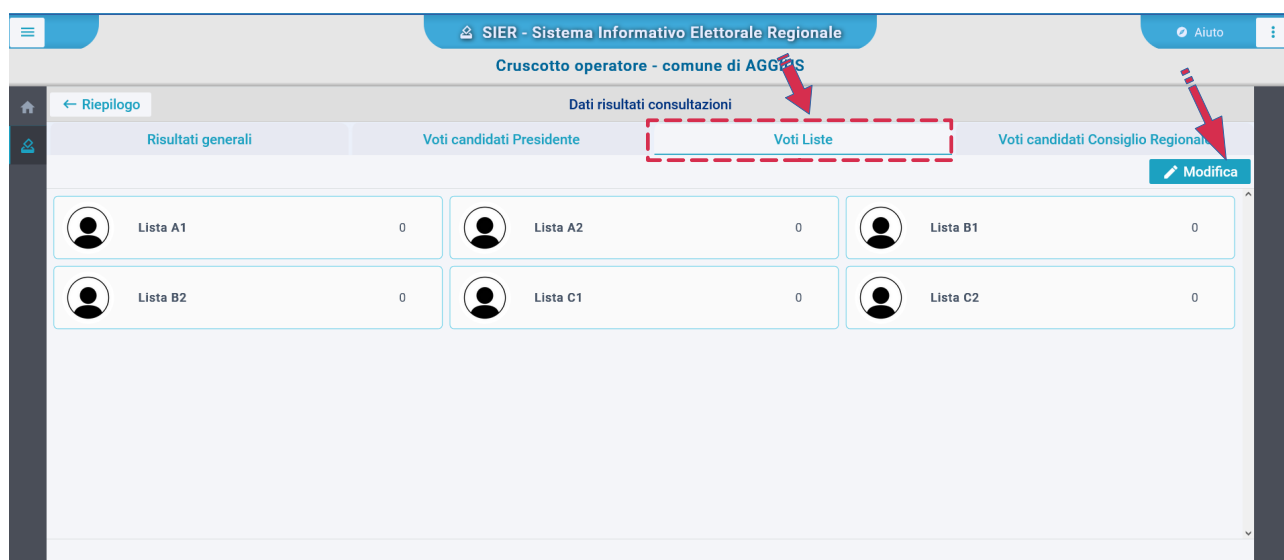 SIER - Sistema Informativo Elettorale Regionale
Aiuto
Cruscotto operatore - comune di
← Riepilogo
Dati risultati consultazioni
Risultati generali
Voti candidati Presidente
Voti Liste
Voti candidati Consiglio Regionale
Modifica
Lista A1 0
Lista A2 0
Lista B1 0
Lista B2 0
Lista C1 0
Lista C2 0